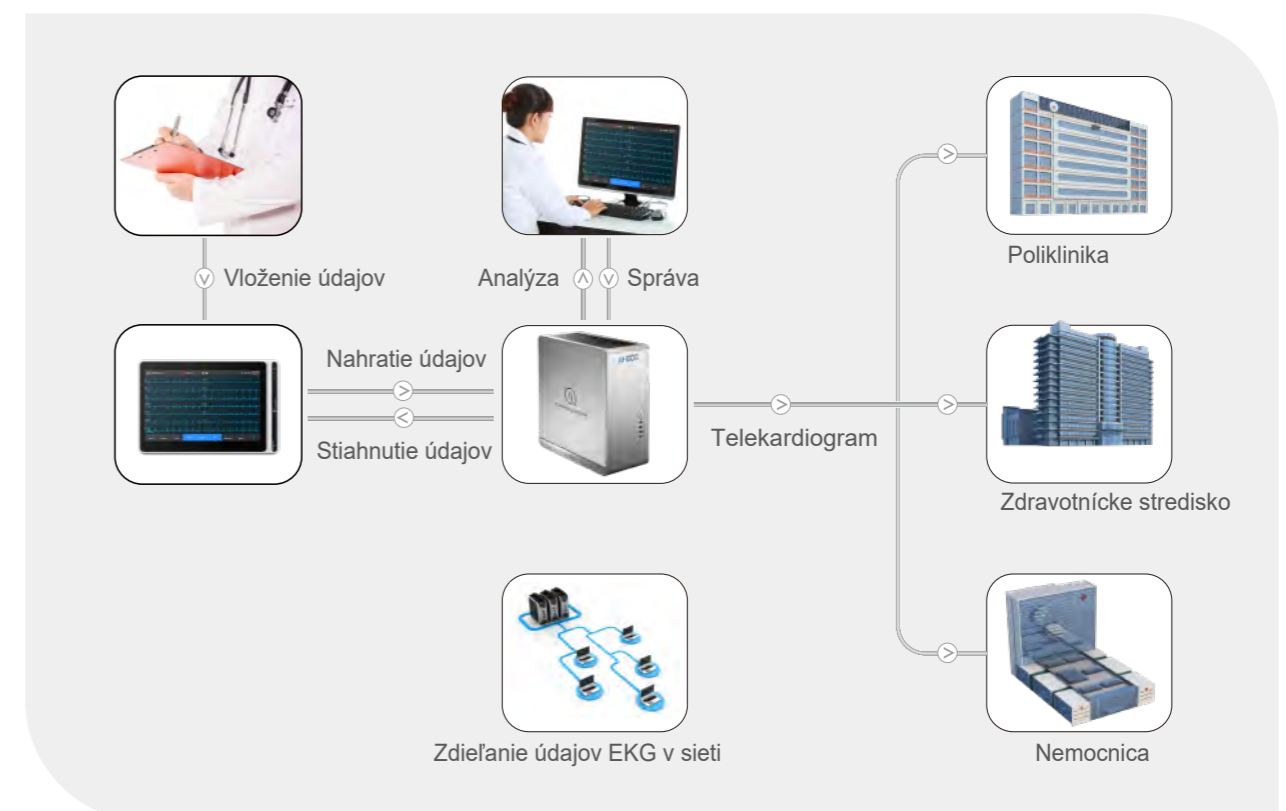 Vloženie údajov
Analýza
Správa
Poliklinika
Nahratie údajov
Stiahnutie údajov
Telekardiogram
Zdravotnícke stredisko
Zdieľanie údajov EKG v sieti
Nemocnica